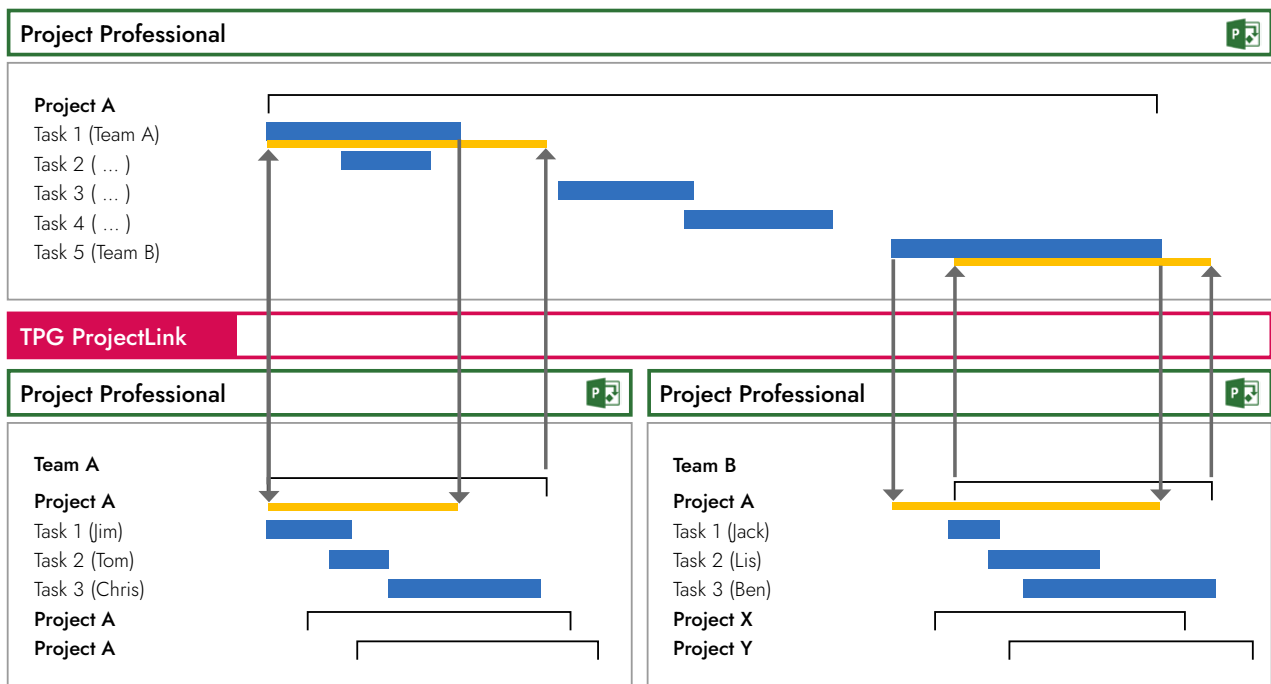 Project Professional
P
Project A
Task 1 (Team A)
Task 2 ( ... )
Task 3 ( ... )
Task 4 ( ... )
Task 5 (Team B)
TPG ProjectLink
Project Professional
P
Team A
Project A
Task 1 (Jim)
Task 2 (Tom)
Task 3 (Chris)
Project A
Project A
Project Professional
P
Team B
Project A
Task 1 (Jack)
Task 2 (Lis)
Task 3 (Ben)
Project X
Project Y